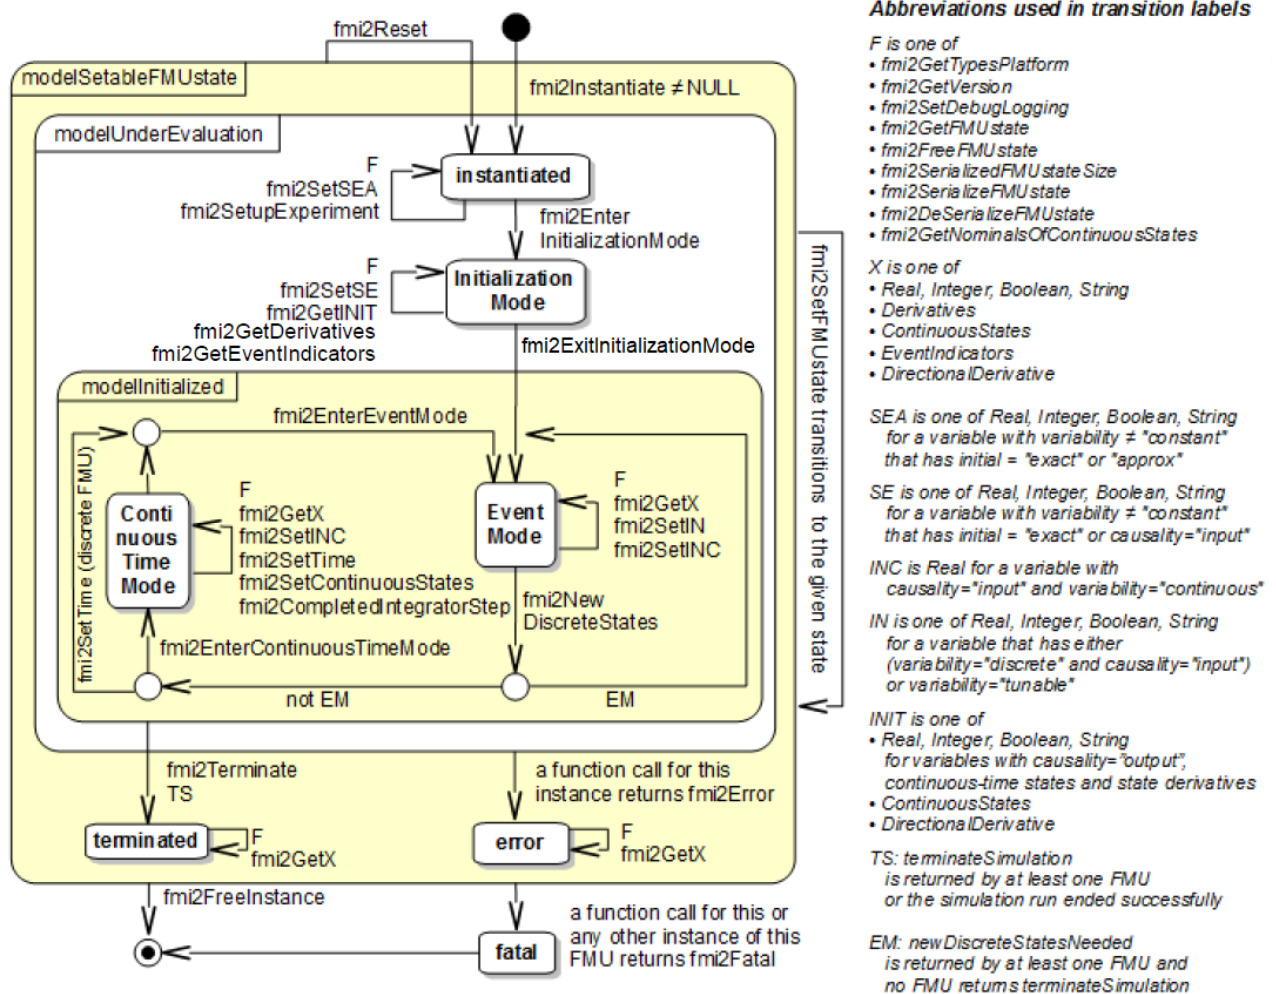 fmi2Reset
modelSetableFMUstate
fmi2Instantiate ≠ NULL
modelUnderEvaluation
instantiated
F
fmi2SetSEA
fmi2SetupExperiment
fmi2Enter
InitializationMode
Initialization
Mode
F
fmi2SetSE
fmi2GetINIT
fmi2GetDerivatives
fmi2GetEventIndicators
fmi2ExitInitializationMode
modelInitialized
fmi2EnterEventMode
fmi2SetTime (discrete FMU)
Conti
nuous
Time
Mode
F
fmi2GetX
fmi2SetINC
fmi2SetTime
fmi2SetContinuousStates
fmi2CompletedIntegratorStep
Event
Mode
F
fmi2GetX
fmi2SetIN
fmi2SetINC
fmi2New
DiscreteStates
fmi2EnterContinuousTimeMode
not EM
EM
fmi2SetFMUstate transitions to the given state
fmi2Terminate
TS
a function call for this
instance returns fmi2Error
terminated
F
fmi2GetX
error
F
fmi2GetX
fmi2FreeInstance
a function call for this or
any other instance of this
FMU returns fmi2Fatal
fatal
Abbreviations used in transition labels
F is one of
• fmi2GetTypesPlatform
• fmi2GetVersion
• fmi2SetDebugLogging
• fmi2GetFMUstate
• fmi2FreeFMUstate
• fmi2SerializedFMUstateSize
• fmi2SerializeFMUstate
• fmi2DeSerializeFMUstate
• fmi2GetNominalsOfContinuousStates
X is one of
• Real, Integer, Boolean, String
• Derivatives
• ContinuousStates
• EventIndicators
• DirectionalDerivative
SEA is one of Real, Integer, Boolean, String
for a variable with variability ≠ "constant"
that has initial = "exact" or "approx"
SE is one of Real, Integer, Boolean, String
for a variable with variability ≠ "constant"
that has initial = "exact" or causality="input"
INC is Real for a variable with
causality="input" and variability="continuous"
IN is one of Real, Integer, Boolean, String
for a variable that has either
(variability="discrete" and causality="input")
or variability="tunable"
INIT is one of
• Real, Integer, Boolean, String
for variables with causality="output",
continuous-time states and state derivatives
• ContinuousStates
• DirectionalDerivative
TS: terminateSimulation
is returned by at least one FMU
or the simulation run ended successfully
EM: newDiscreteStatesNeeded
is returned by at least one FMU and
no FMU returns terminateSimulation